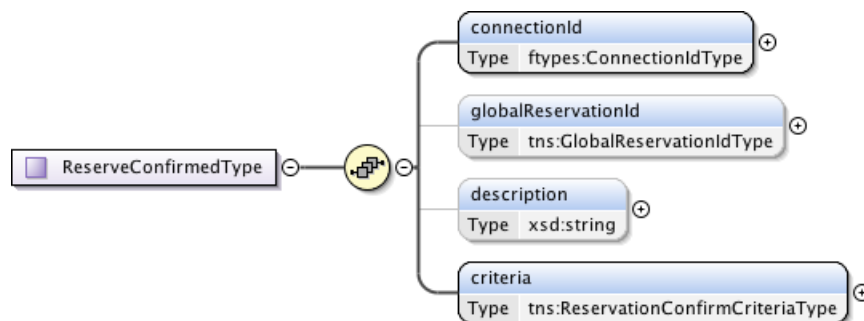 connectionId
Type ftypes:ConnectionIdType
globalReservationId
Type tns:GlobalReservationIdType
ReserveConfirmedType
description
Type xsd:string
criteria
Type tns:ReservationConfirmCriteriaType